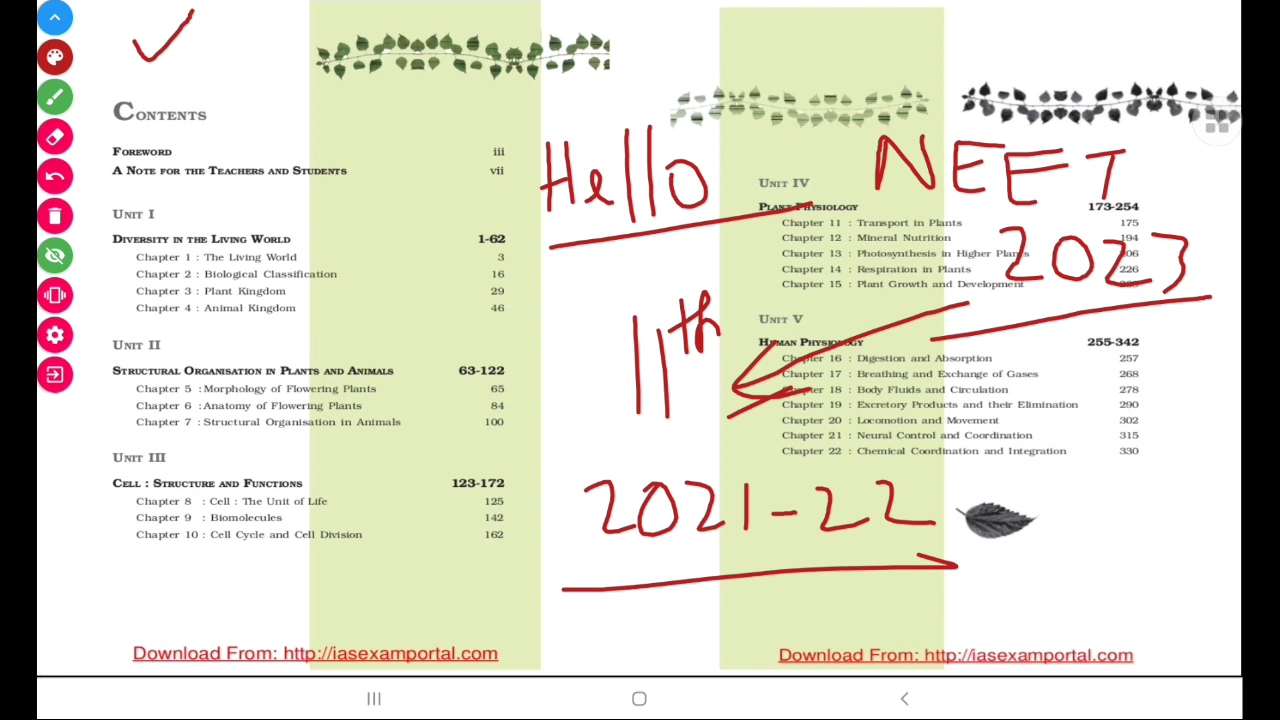 CONTENTS
FOREWORD iii
A NOTE FOR THE TEACHERS AND STUDENTS vii
UNIT I
DIVERSITY IN THE LIVING WORLD 1-62
Chapter 1 : The Living World 3
Chapter 2 : Biological Classification 16
Chapter 3 : Plant Kingdom 29
Chapter 4 : Animal Kingdom 46
UNIT II
STRUCTURAL ORGANISATION IN PLANTS AND ANIMALS 63-122
Chapter 5 : Morphology of Flowering Plants 65
Chapter 6 : Anatomy of Flowering Plants 84
Chapter 7 : Structural Organisation in Animals 100
UNIT III
CELL : STRUCTURE AND FUNCTIONS 123-172
Chapter 8 : Cell : The Unit of Life 125
Chapter 9 : Biomolecules 142
Chapter 10 : Cell Cycle and Cell Division 162
Download From: http://iasexamportal.com
Hello
NEET
2023
11th
2021-22
UNIT IV
PLANT PHYSIOLOGY 173-254
Chapter 11 : Transport in Plants 175
Chapter 12 : Mineral Nutrition 194
Chapter 13 : Photosynthesis in Higher Plants
Chapter 14 : Respiration in Plants 226
Chapter 15 : Plant Growth and Development
UNIT V
HUMAN PHYSIOLOGY 255-342
Chapter 16 : Digestion and Absorption 257
Chapter 17 : Breathing and Exchange of Gases 268
Chapter 18 : Body Fluids and Circulation 278
Chapter 19 : Excretory Products and their Elimination 290
Chapter 20 : Locomotion and Movement 302
Chapter 21 : Neural Control and Coordination 315
Chapter 22 : Chemical Coordination and Integration 330
Download From: http://iasexamportal.com